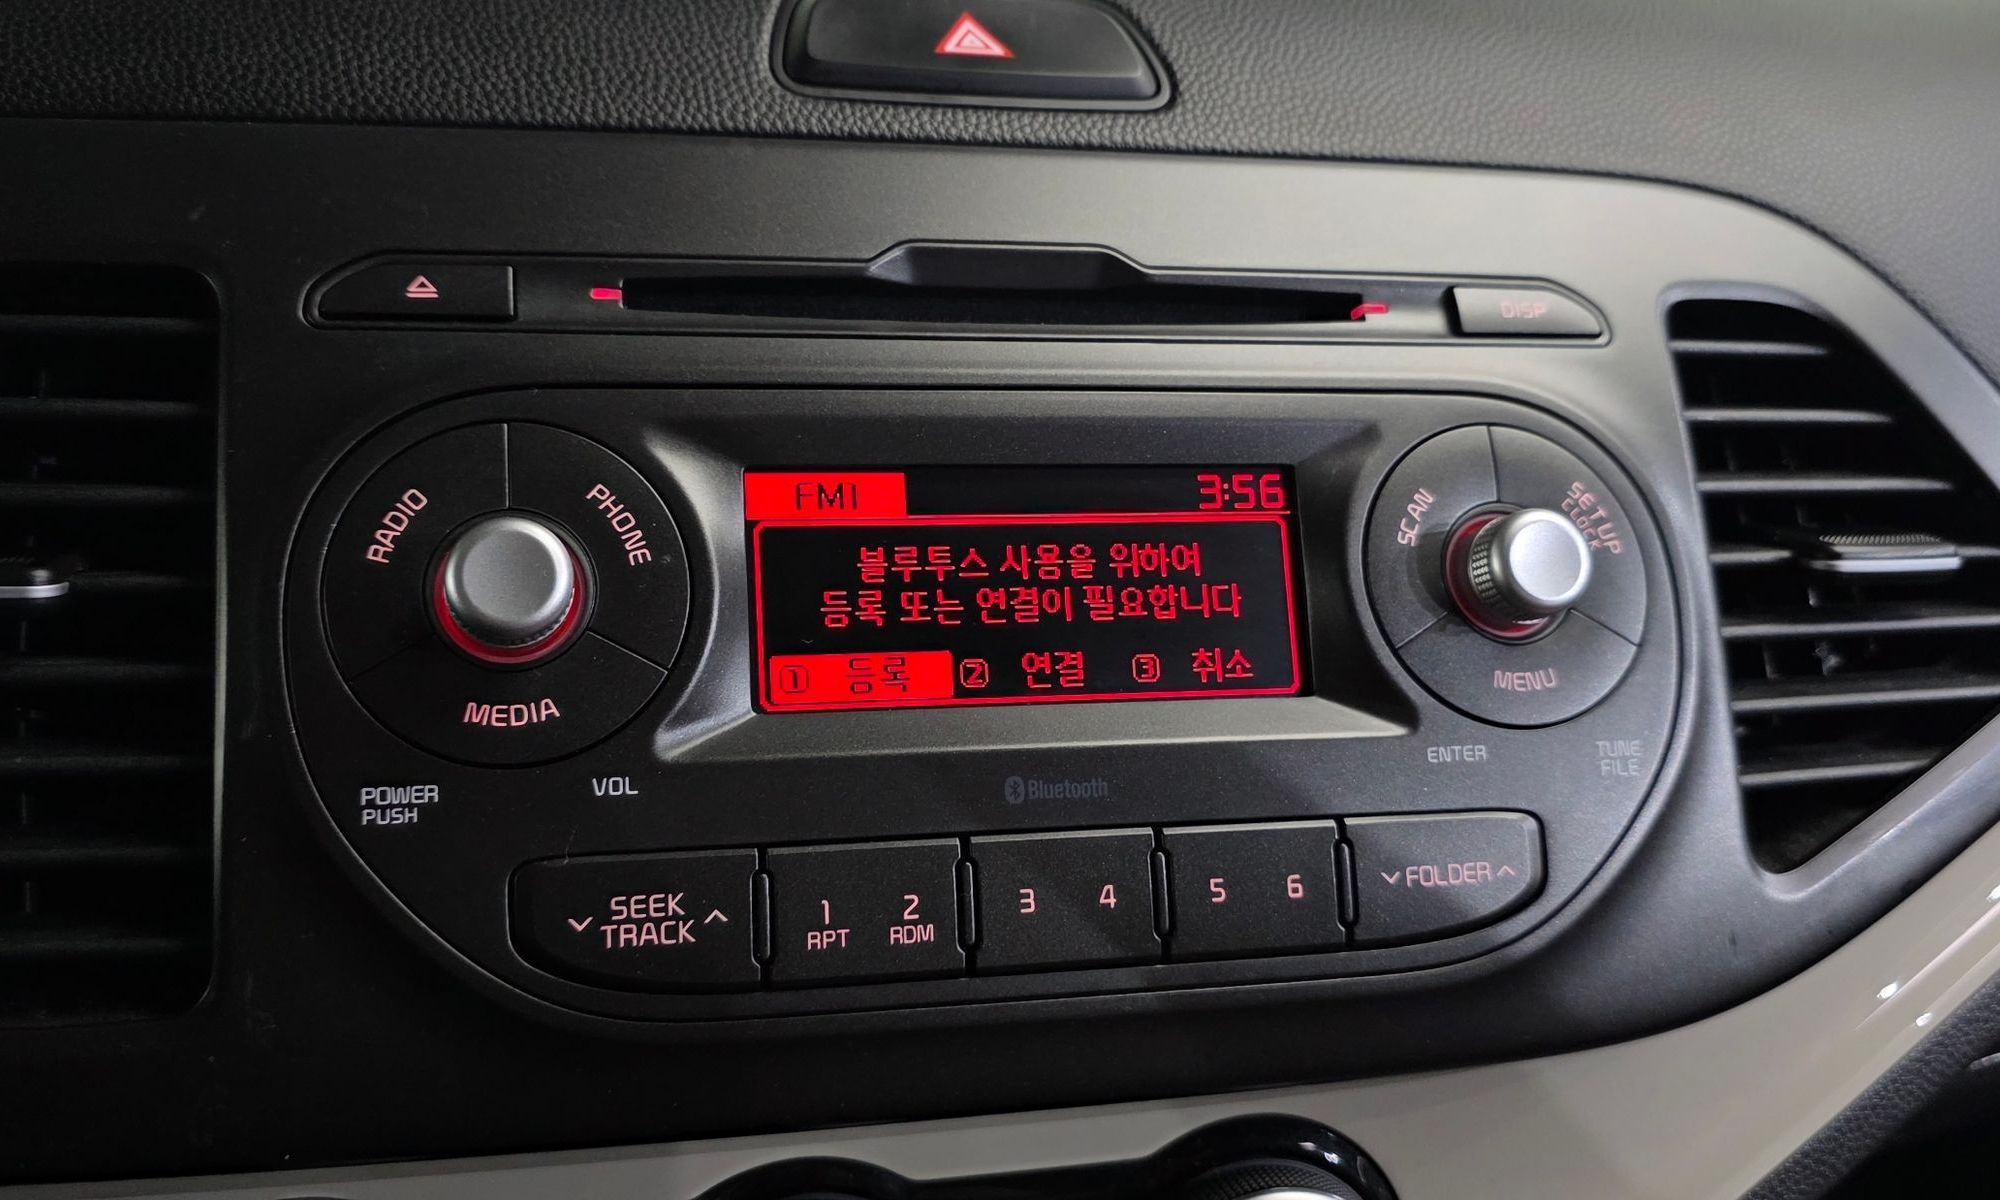 DISP
RADIO
PHONE
MEDIA
POWER
PUSH
VOL
FM1 3:56
블루투스 사용을 위하여
등록 또는 연결이 필요합니다
① 등록 ② 연결 ③ 취소
SCAN
SETUP
CLOCK
MENU
ENTER
TUNE
FILE
Bluetooth
SEEK
TRACK
1 2
RPT RDM
3 4
5 6
FOLDER